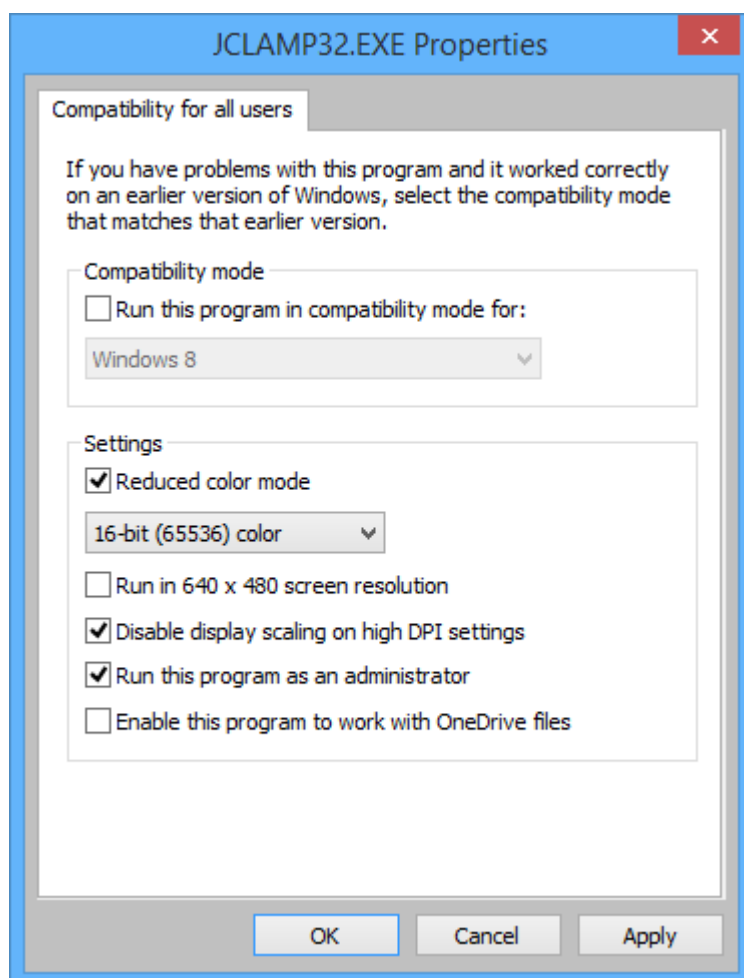 JCLAMP32.EXE Properties
Compatibility for all users
If you have problems with this program and it worked correctly
on an earlier version of Windows, select the compatibility mode
that matches that earlier version.
Compatibility mode
Run this program in compatibility mode for:
Windows 8
Settings
Reduced color mode
16-bit (65536) color
Run in 640 x 480 screen resolution
Disable display scaling on high DPI settings
Run this program as an administrator
Enable this program to work with OneDrive files
OK Cancel Apply